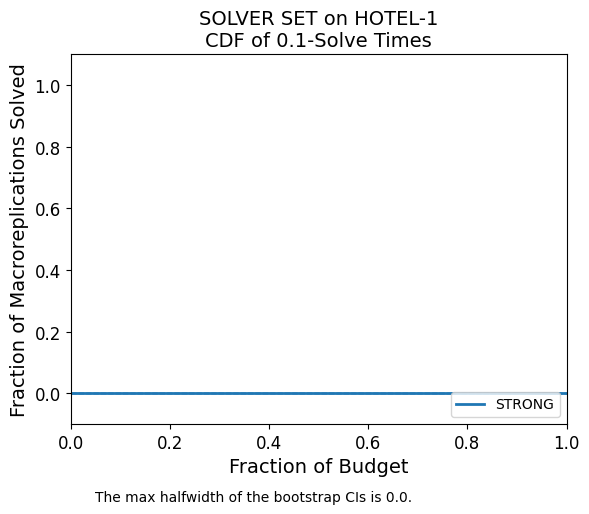 SOLVER SET on HOTEL-1
CDF of 0.1-Solve Times
Fraction of Macroreplications Solved
1.0
0.8
0.6
0.4
0.2
0.0
STRONG
0.0 0.2 0.4 0.6 0.8 1.0
Fraction of Budget
The max halfwidth of the bootstrap CIs is 0.0.